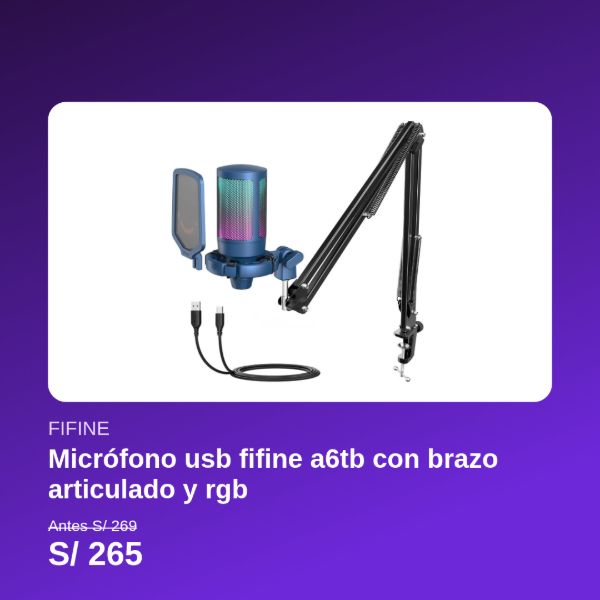 FIFINE
Micrófono usb fifine a6tb con brazo
articulado y rgb
Antes S/ 269
S/ 265